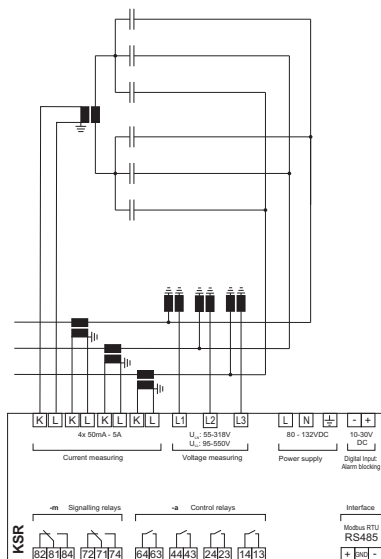 K L K L K L K L L1 L2 L3 L N - +
4x 50mA - 5A
Current measuring
ULN: 55-318V
ULL: 95-550V
Voltage measuring
80 - 132VDC
Power supply
10-30V
DC
Digital Input:
Alarm blocking
KSR
-m Signalling relays
-a Control relays
Interface
Modbus RTU
RS485
82 81 84 72 71 74 64 63 44 43 24 23 14 13 + GND -